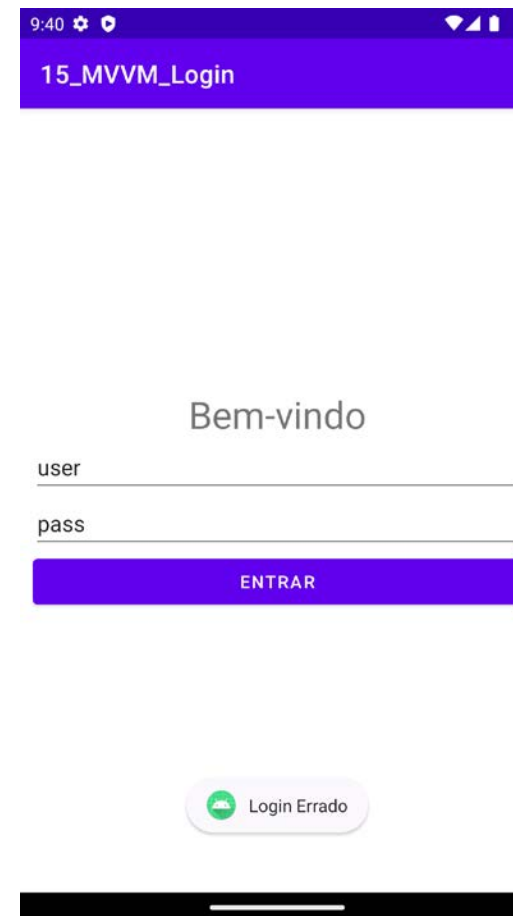 9:40
15_MVVM_Login
Bem-vindo
user
pass
ENTRAR
Login Errado